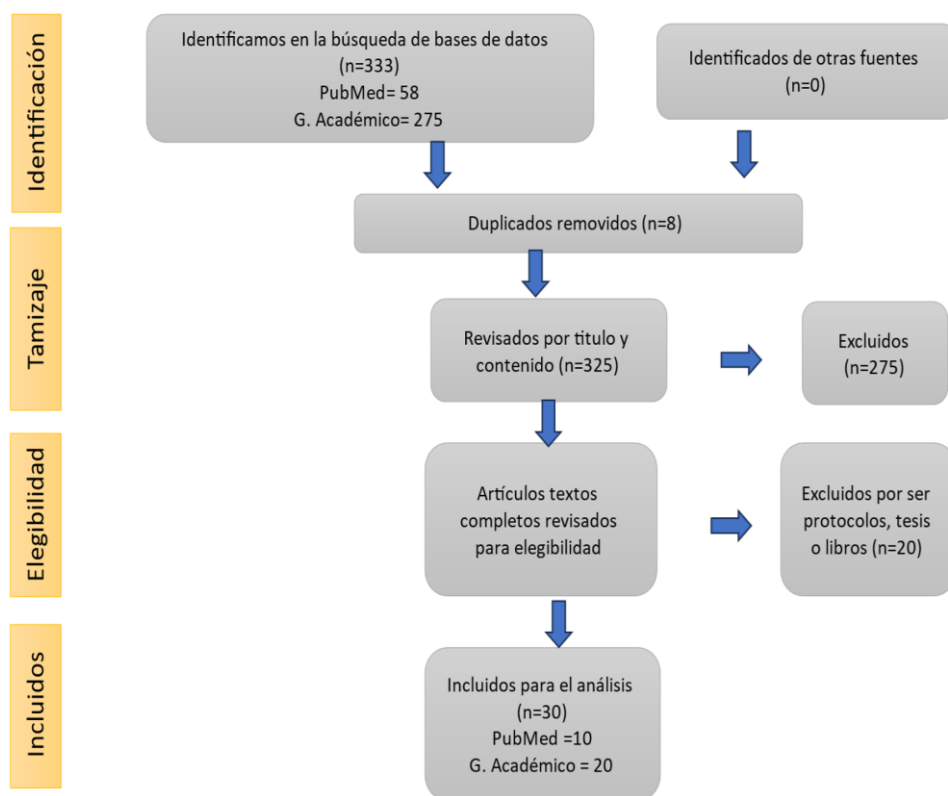 Identificación
Identificamos en la búsqueda de bases de datos
(n=333)
PubMed= 58
G. Académico= 275
Identificados de otras fuentes
(n=0)
Duplicados removidos (n=8)
Tamizaje
Revisados por titulo y
contenido (n=325)
Excluidos
(n=275)
Elegibilidad
Artículos textos
completos revisados
para elegibilidad
Excluidos por ser
protocolos, tesis
o libros (n=20)
Incluidos
Incluidos para el análisis
(n=30)
PubMed =10
G. Académico = 20